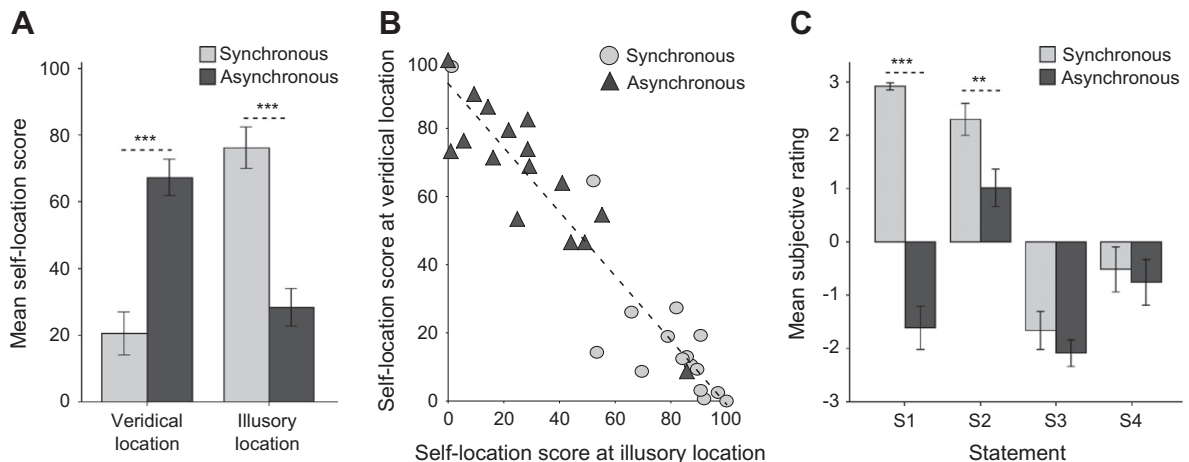 A
Synchronous
Asynchronous
Mean self-location score
100
80
60
40
20
0
***
***
Veridical
location
Illusory
location
B
Synchronous
Asynchronous
Self-location score at veridical location
100
80
60
40
20
0
0 20 40 60 80 100
Self-location score at illusory location
C
Synchronous
Asynchronous
Mean subjective rating
3
2
1
0
-1
-2
-3
***
**
S1 S2 S3 S4
Statement